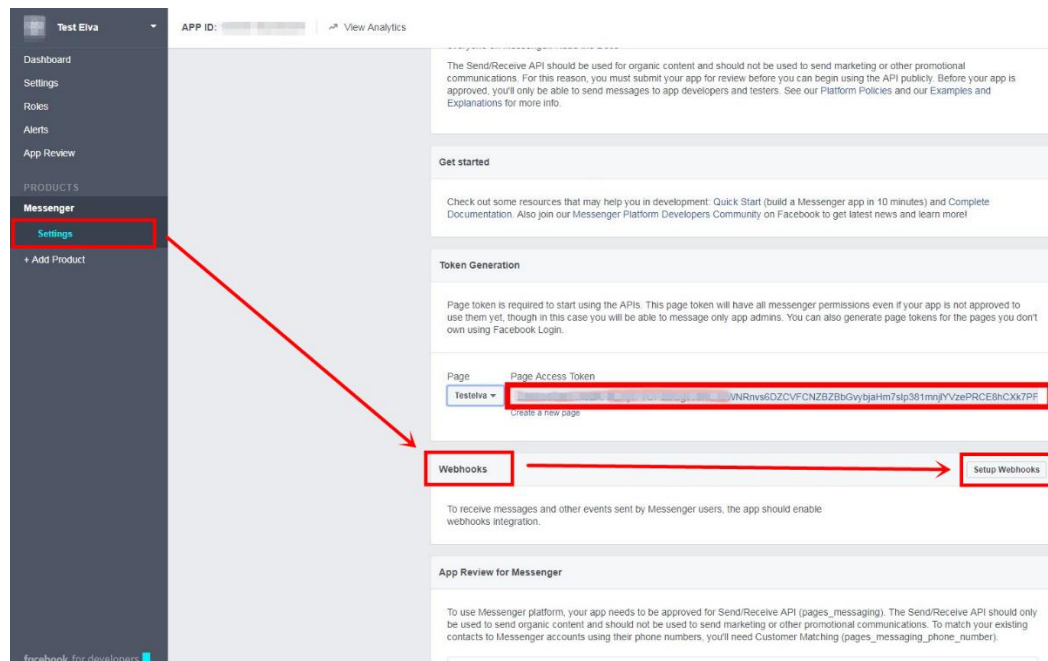 Test Elva
APP ID:
View Analytics
Dashboard
Settings
Roles
Alerts
App Review
PRODUCTS
Messenger
Settings
+ Add Product
facebook for developers
The Send/Receive API should be used for organic content and should not be used to send marketing or other promotional
communications. For this reason, you must submit your app for review before you can begin using the API publicly. Before your app is
approved, you'll only be able to send messages to app developers and testers. See our Platform Policies and our Examples and
Explanations for more info.
Get started
Check out some resources that may help you in development: Quick Start (build a Messenger app in 10 minutes) and Complete
Documentation. Also join our Messenger Platform Developers Community on Facebook to get latest news and learn more!
Token Generation
Page token is required to start using the APIs. This page token will have all messenger permissions even if your app is not approved to
use them yet, though in this case you will be able to message only app admins. You can also generate page tokens for the pages you don't
own using Facebook Login.
Page Page Access Token
Testelva
Create a new page
Webhooks
Setup Webhooks
To receive messages and other events sent by Messenger users, the app should enable
webhooks integration.
App Review for Messenger
To use Messenger platform, your app needs to be approved for Send/Receive API (pages_messaging). The Send/Receive API should only
be used to send organic content and should not be used to send marketing or other promotional communications. To match your existing
contacts to Messenger accounts using their phone numbers, you'll need Customer Matching (pages_messaging_phone_number).